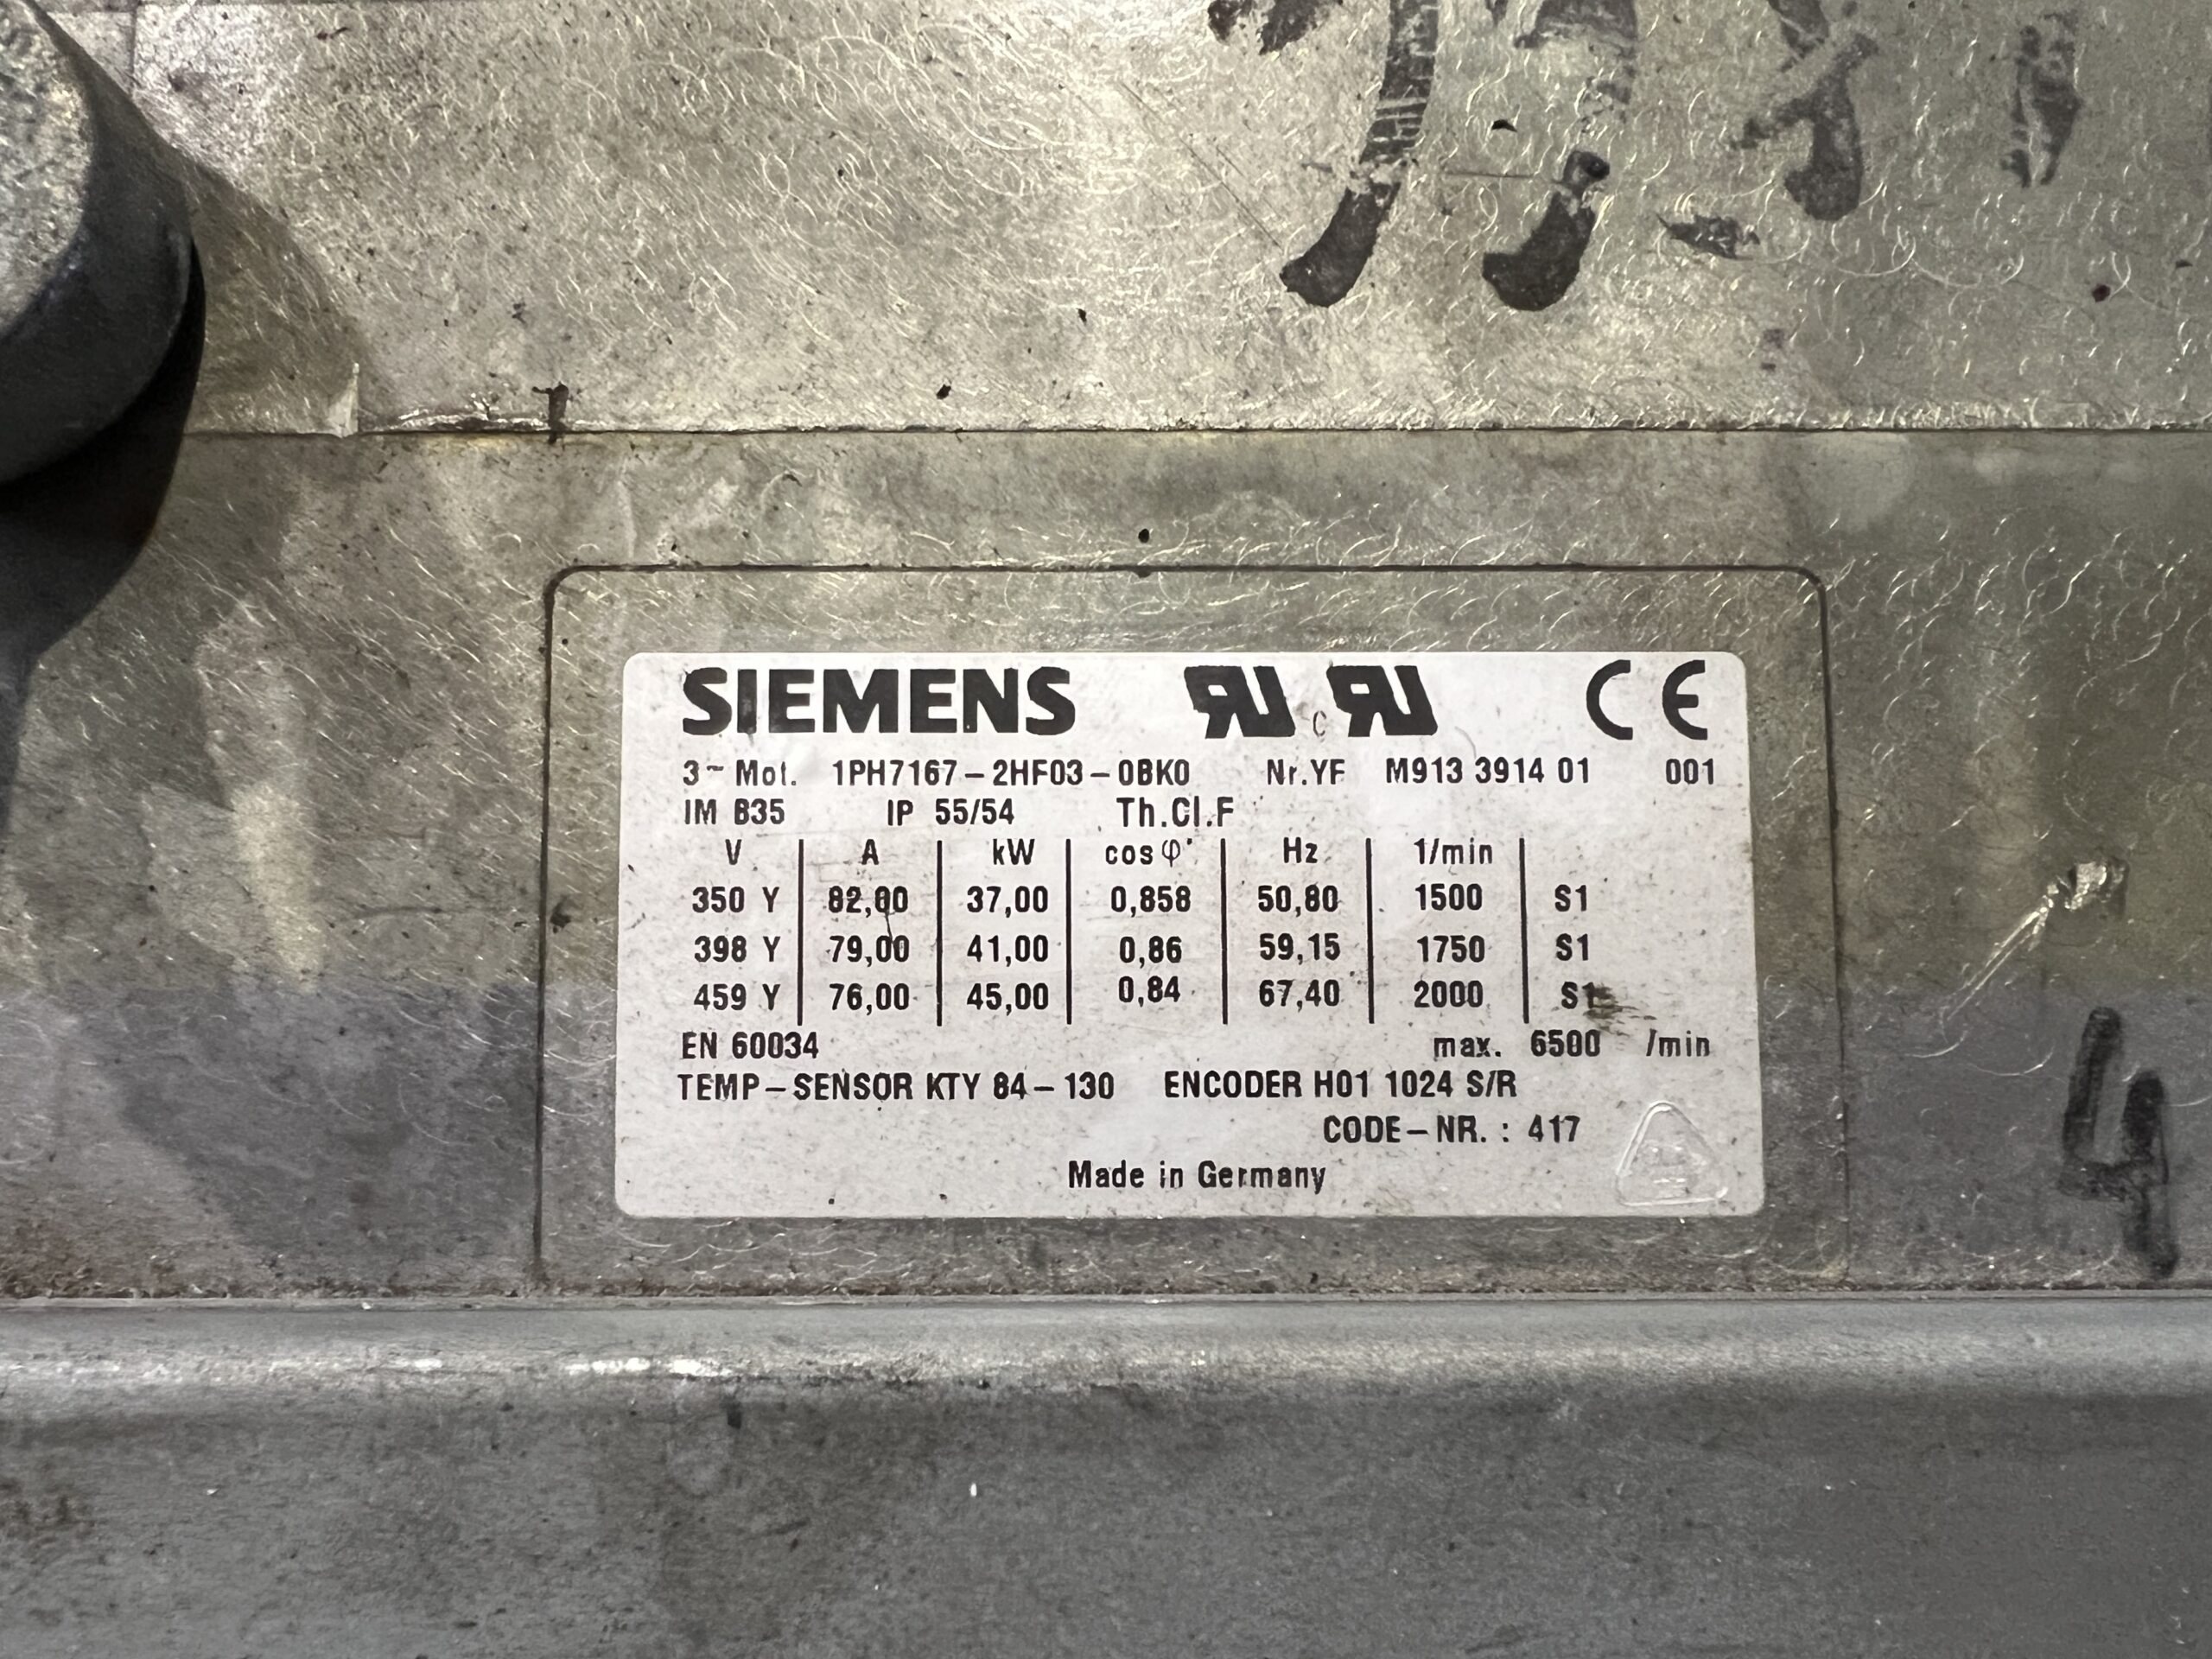 SIEMENS RU c RU CE
3~ Mot. 1PH7167-2HF03-0BK0 Nr.YF M913 3914 01 001
IM B35 IP 55/54 Th.Cl.F
V A kW cos φ Hz 1/min
350 Y 82,00 37,00 0,858 50,80 1500 S1
398 Y 79,00 41,00 0,86 59,15 1750 S1
459 Y 76,00 45,00 0,84 67,40 2000 S1
EN 60034 max. 6500 /min
TEMP-SENSOR KTY 84-130 ENCODER H01 1024 S/R
CODE-NR. : 417
Made in Germany
4